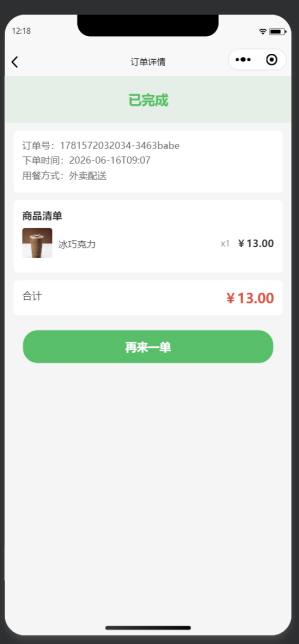 12:18
订单详情
已完成
订单号：1781572032034-3463babe
下单时间：2026-06-16T09:07
用餐方式：外卖配送
商品清单
冰巧克力 x1 ￥13.00
合计 ￥13.00
再来一单